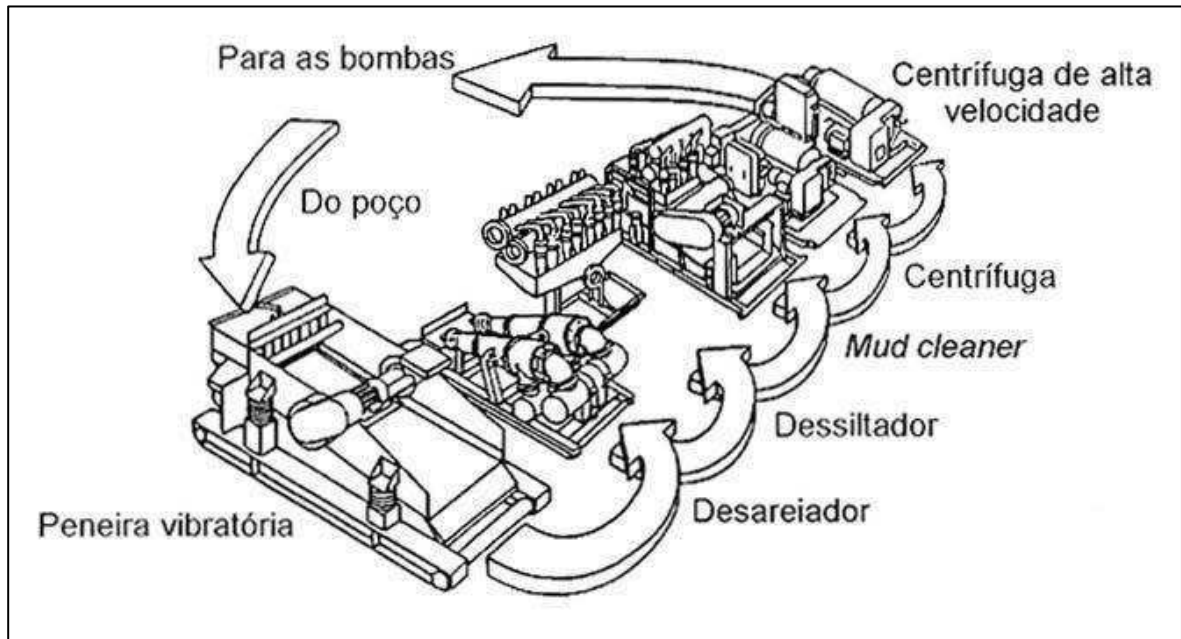 Para as bombas
Centrífuga de alta
velocidade
Do poço
Centrífuga
Mud cleaner
Dessiltador
Desareiador
Peneira vibratória